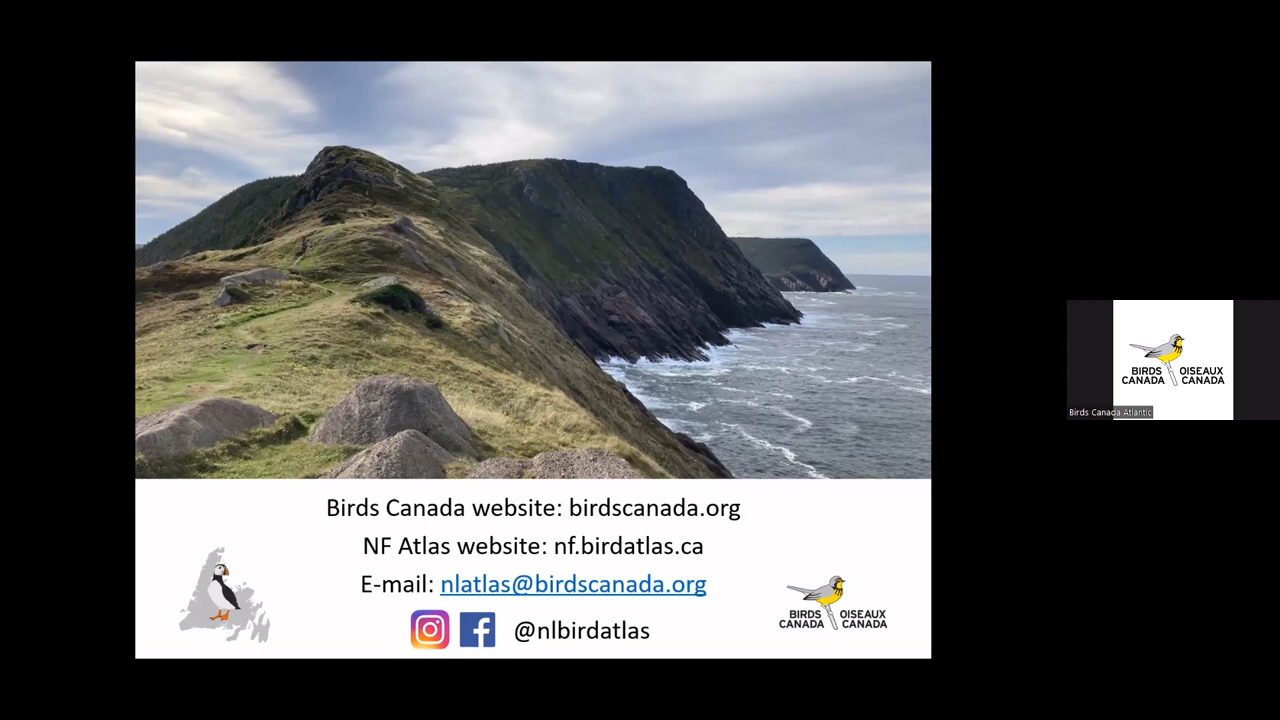 Birds Canada website: birdscanada.org
NF Atlas website: nf.birdatlas.ca
E-mail: nlatlas@birdscanada.org
@nlbirdatlas
BIRDS OISEAUX
CANADA CANADA
BIRDS OISEAUX
CANADA CANADA
Birds Canada Atlantic